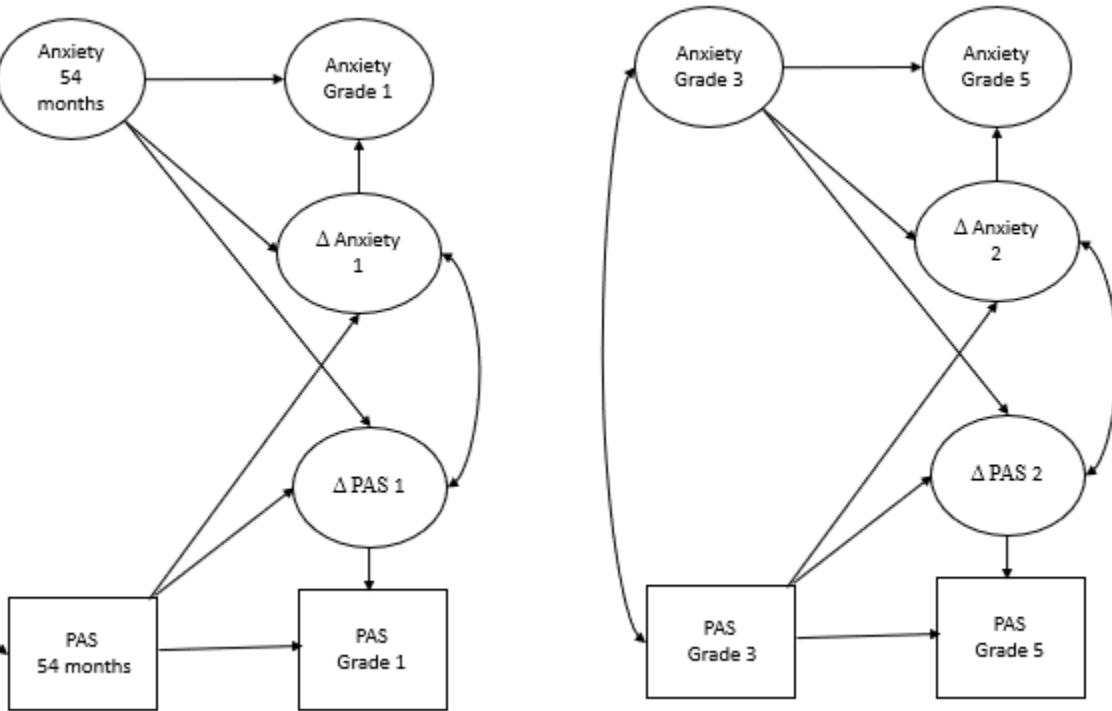 Anxiety
54
months
Anxiety
Grade 1
Δ Anxiety
1
Δ PAS 1
PAS
54 months
PAS
Grade 1
Anxiety
Grade 3
Anxiety
Grade 5
Δ Anxiety
2
Δ PAS 2
PAS
Grade 3
PAS
Grade 5